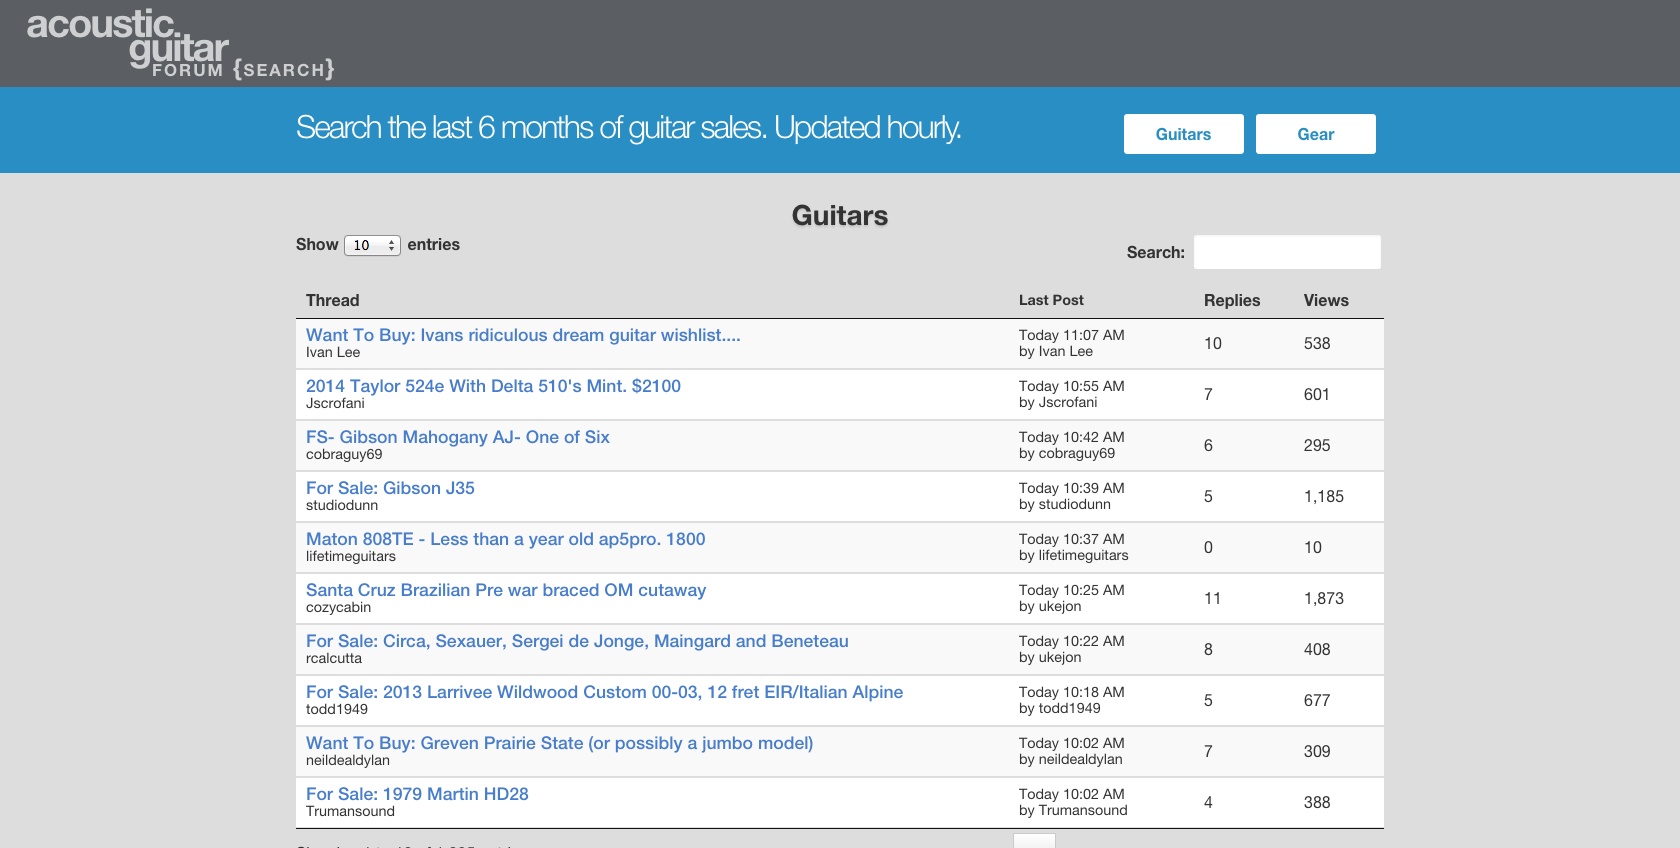 acoustic.
guitar
FORUM {SEARCH}
Search the last 6 months of guitar sales. Updated hourly.
Guitars
Gear
Guitars
Show 10 entries
Search:
Thread Last Post Replies Views
Want To Buy: Ivans ridiculous dream guitar wishlist....
Ivan Lee
Today 11:07 AM
by Ivan Lee
10
538
2014 Taylor 524e With Delta 510's Mint. $2100
Jscrofani
Today 10:55 AM
by Jscrofani
7
601
FS- Gibson Mahogany AJ- One of Six
cobraguy69
Today 10:42 AM
by cobraguy69
6
295
For Sale: Gibson J35
studiodunn
Today 10:39 AM
by studiodunn
5
1,185
Maton 808TE - Less than a year old ap5pro. 1800
lifetimeguitars
Today 10:37 AM
by lifetimeguitars
0
10
Santa Cruz Brazilian Pre war braced OM cutaway
cozycabin
Today 10:25 AM
by ukejon
11
1,873
For Sale: Circa, Sexauer, Sergei de Jonge, Maingard and Beneteau
rcalcutta
Today 10:22 AM
by ukejon
8
408
For Sale: 2013 Larrivee Wildwood Custom 00-03, 12 fret EIR/Italian Alpine
todd1949
Today 10:18 AM
by todd1949
5
677
Want To Buy: Greven Prairie State (or possibly a jumbo model)
neildealdylan
Today 10:02 AM
by neildealdylan
7
309
For Sale: 1979 Martin HD28
Trumansound
Today 10:02 AM
by Trumansound
4
388